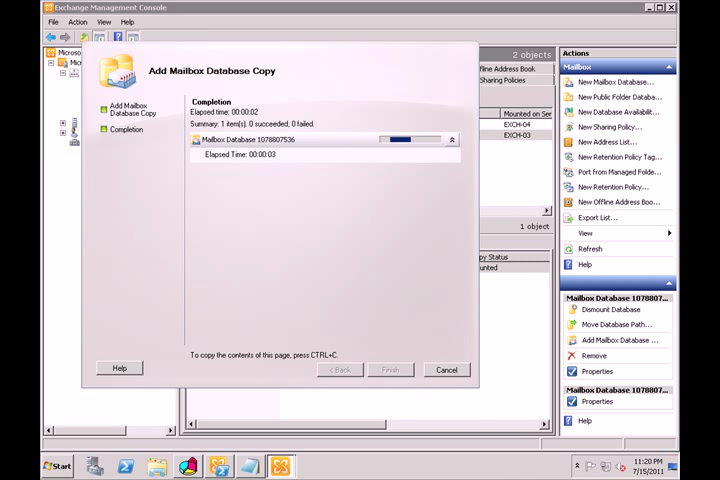 Exchange Management Console
File Action View Help
Microso
Mic
2 objects
ffline Address Book
Sharing Policies
Mounted on Ser
EXCH-04
EXCH-03
1 object
py Status
unted
Add Mailbox Database Copy
Add Mailbox
Database Copy
Completion
Completion
Elapsed time: 00:00:02
Summary: 1 item(s). 0 succeeded, 0 failed.
Mailbox Database 1078807536
Elapsed Time: 00:00:03
To copy the contents of this page, press CTRL+C.
Help
< Back
Finish
Cancel
Actions
Mailbox
New Mailbox Database...
New Public Folder Databa...
New Database Availabilit...
New Sharing Policy...
New Address List...
New Retention Policy Tag...
Port from Managed Folde...
New Retention Policy...
New Offline Address Boo...
Export List...
View
Refresh
Help
Mailbox Database 1078807...
Dismount Database
Move Database Path...
Add Mailbox Database ...
Remove
Properties
Mailbox Database 1078807...
Properties
Help
Start
11:20 PM
7/15/2011